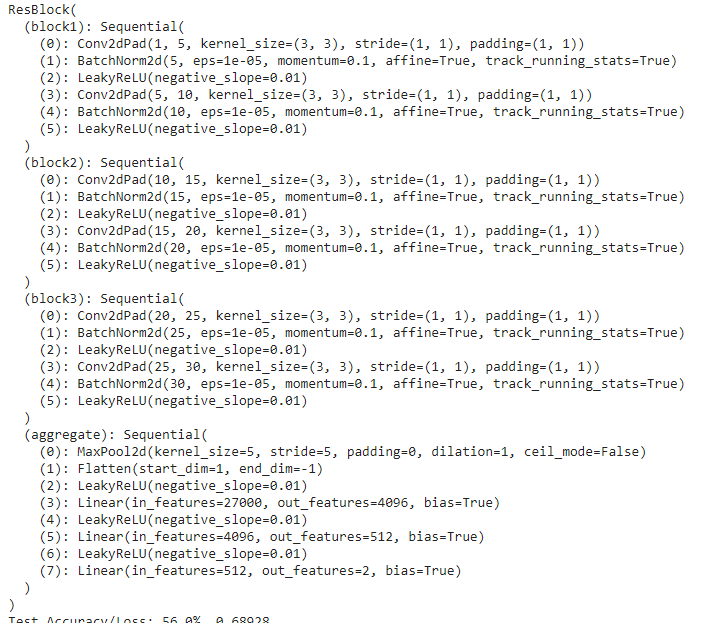 ResBlock(
  (block1): Sequential(
    (0): Conv2dPad(1, 5, kernel_size=(3, 3), stride=(1, 1), padding=(1, 1))
    (1): BatchNorm2d(5, eps=1e-05, momentum=0.1, affine=True, track_running_stats=True)
    (2): LeakyReLU(negative_slope=0.01)
    (3): Conv2dPad(5, 10, kernel_size=(3, 3), stride=(1, 1), padding=(1, 1))
    (4): BatchNorm2d(10, eps=1e-05, momentum=0.1, affine=True, track_running_stats=True)
    (5): LeakyReLU(negative_slope=0.01)
  )
  (block2): Sequential(
    (0): Conv2dPad(10, 15, kernel_size=(3, 3), stride=(1, 1), padding=(1, 1))
    (1): BatchNorm2d(15, eps=1e-05, momentum=0.1, affine=True, track_running_stats=True)
    (2): LeakyReLU(negative_slope=0.01)
    (3): Conv2dPad(15, 20, kernel_size=(3, 3), stride=(1, 1), padding=(1, 1))
    (4): BatchNorm2d(20, eps=1e-05, momentum=0.1, affine=True, track_running_stats=True)
    (5): LeakyReLU(negative_slope=0.01)
  )
  (block3): Sequential(
    (0): Conv2dPad(20, 25, kernel_size=(3, 3), stride=(1, 1), padding=(1, 1))
    (1): BatchNorm2d(25, eps=1e-05, momentum=0.1, affine=True, track_running_stats=True)
    (2): LeakyReLU(negative_slope=0.01)
    (3): Conv2dPad(25, 30, kernel_size=(3, 3), stride=(1, 1), padding=(1, 1))
    (4): BatchNorm2d(30, eps=1e-05, momentum=0.1, affine=True, track_running_stats=True)
    (5): LeakyReLU(negative_slope=0.01)
  )
  (aggregate): Sequential(
    (0): MaxPool2d(kernel_size=5, stride=5, padding=0, dilation=1, ceil_mode=False)
    (1): Flatten(start_dim=1, end_dim=-1)
    (2): LeakyReLU(negative_slope=0.01)
    (3): Linear(in_features=27000, out_features=4096, bias=True)
    (4): LeakyReLU(negative_slope=0.01)
    (5): Linear(in_features=4096, out_features=512, bias=True)
    (6): LeakyReLU(negative_slope=0.01)
    (7): Linear(in_features=512, out_features=2, bias=True)
  )
)
Test Accuracy/Loss: 56.0%, 0.68928